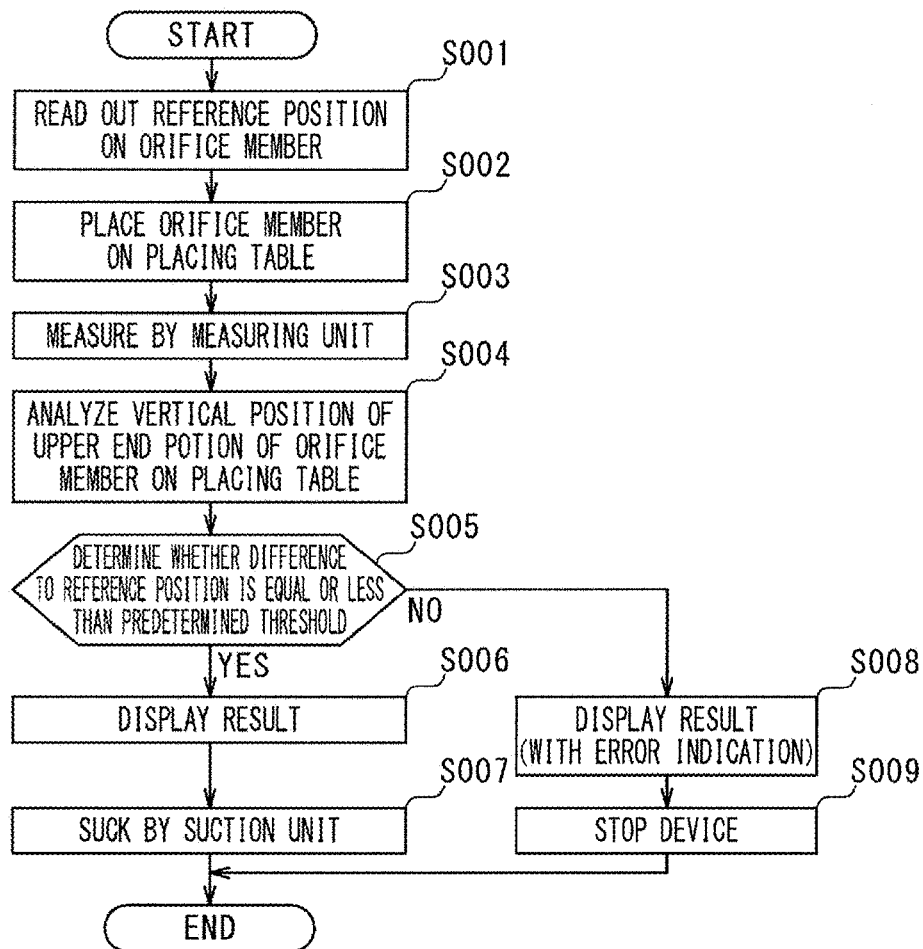 START
S001
READ OUT REFERENCE POSITION
ON ORIFICE MEMBER
S002
PLACE ORIFICE MEMBER
ON PLACING TABLE
S003
MEASURE BY MEASURING UNIT
S004
ANALYZE VERTICAL POSITION OF
UPPER END POTION OF ORIFICE
MEMBER ON PLACING TABLE
S005
DETERMINE WHETHER DIFFERENCE
TO REFERENCE POSITION IS EQUAL OR LESS
THAN PREDETERMINED THRESHOLD
NO
YES
S006
DISPLAY RESULT
S008
DISPLAY RESULT
(WITH ERROR INDICATION)
S007
SUCK BY SUCTION UNIT
S009
STOP DEVICE
END